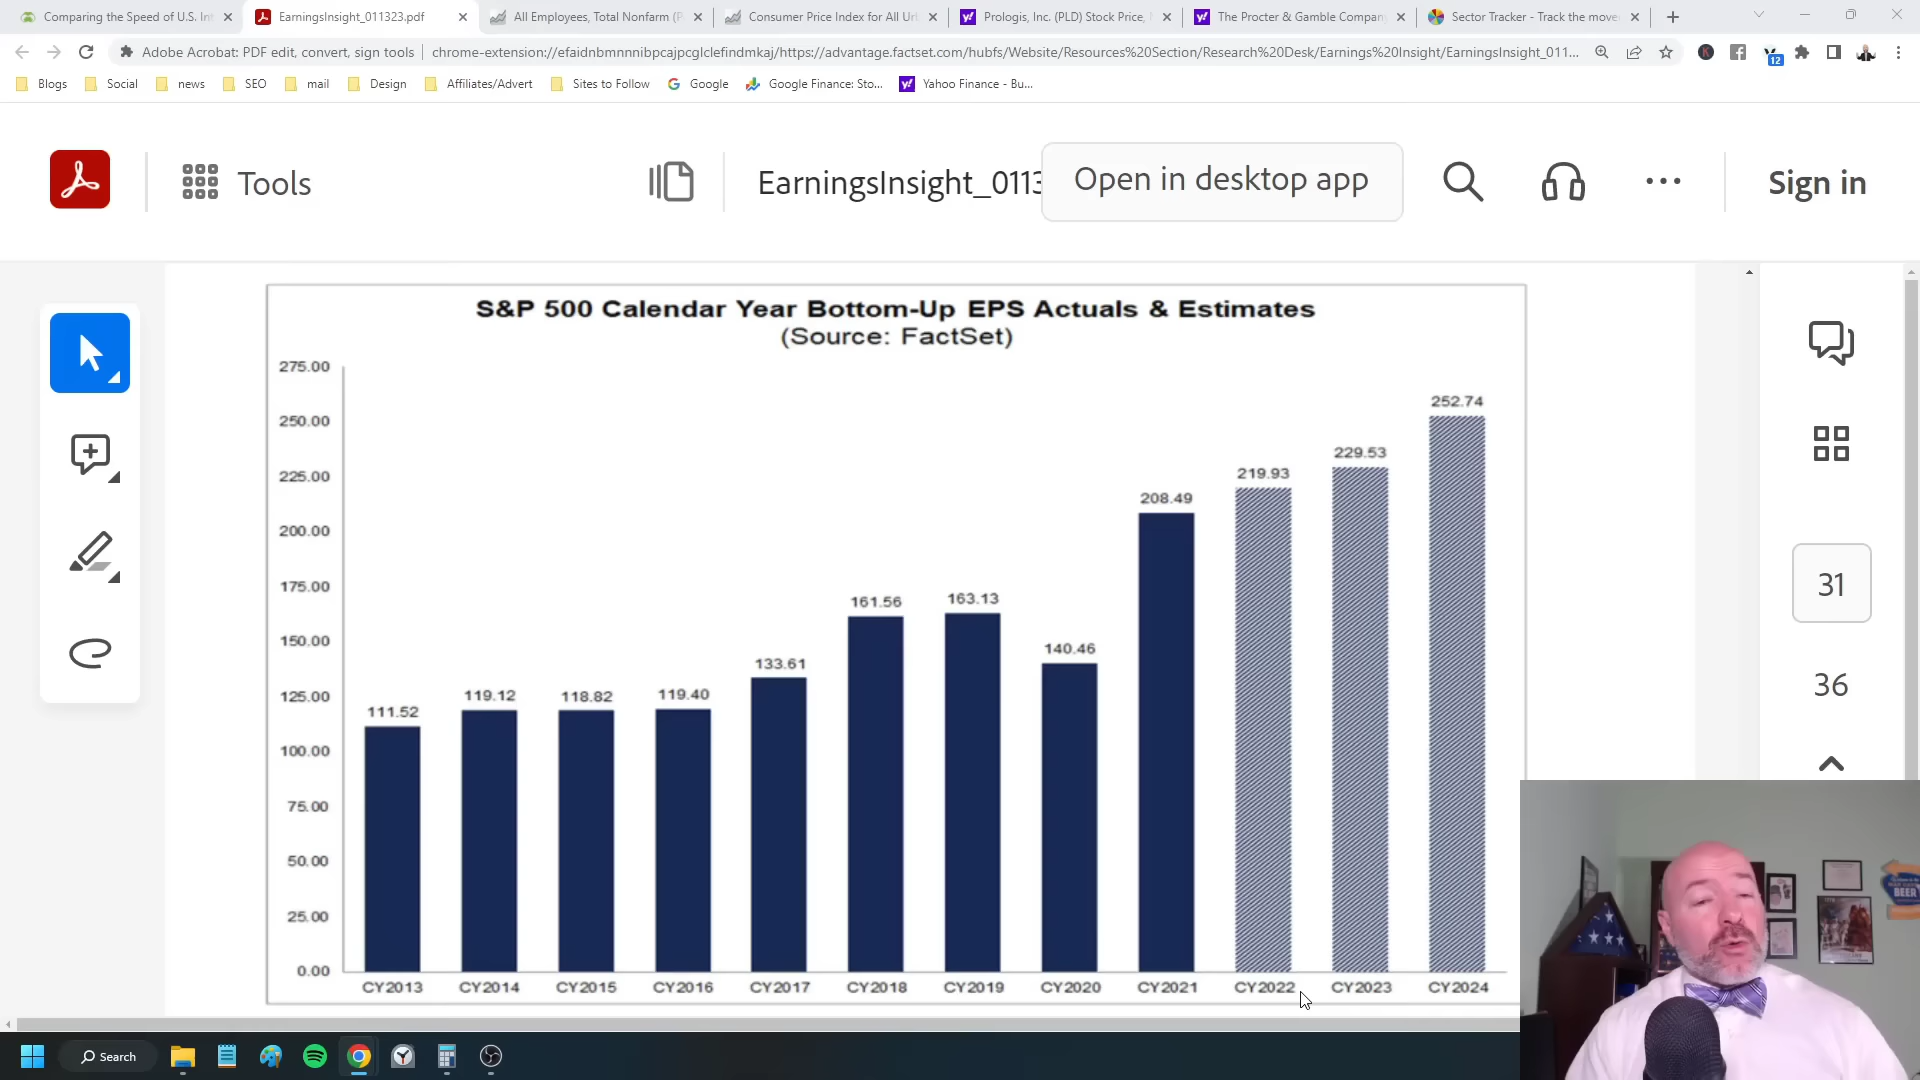 Comparing the Speed of U.S. Int
EarningsInsight_011323.pdf
All Employees, Total Nonfarm (P
Consumer Price Index for All Ur
Prologis, Inc. (PLD) Stock Price,
The Procter & Gamble Company
Sector Tracker - Track the move
Adobe Acrobat: PDF edit, convert, sign tools
chrome-extension://efaidnbmnnnibpcajpcglclefindmkaj/https://advantage.factset.com/hubfs/Website/Resources%20Section/Research%20Desk/Earnings%20Insight/EarningsInsight_011...
12
Blogs
Social
news
SEO
mail
Design
Affiliates/Advert
Sites to Follow
Google
Google Finance: Sto...
Yahoo Finance - Bu...
Tools
EarningsInsight_0113
Open in desktop app
Sign in
S&P 500 Calendar Year Bottom-Up EPS Actuals & Estimates
(Source: FactSet)
275.00
250.00
225.00
200.00
175.00
150.00
125.00
100.00
75.00
50.00
25.00
0.00
111.52
119.12
118.82
119.40
133.61
161.56
163.13
140.46
208.49
219.93
229.53
252.74
CY2013
CY2014
CY2015
CY2016
CY2017
CY2018
CY2019
CY2020
CY2021
CY2022
CY2023
CY2024
31
36
BEER
Search